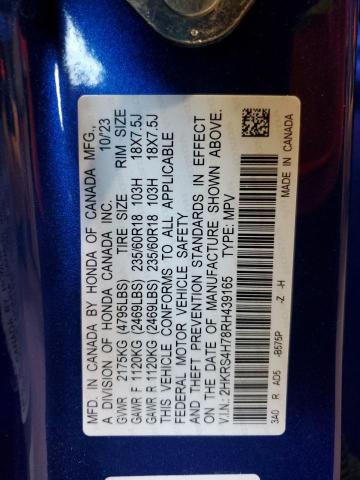 MFD. IN CANADA BY HONDA OF CANADA MFG.,
A DIVISION OF HONDA CANADA INC. 10/23
GVWR 2175KG (4795LBS) TIRE SIZE RIM SIZE
GAWR F 1120KG (2469LBS) 235/60R18 103H 18X7.5J
GAWR R 1120KG (2469LBS) 235/60R18 103H 18X7.5J
THIS VEHICLE CONFORMS TO ALL APPLICABLE
FEDERAL MOTOR VEHICLE SAFETY
AND THEFT PREVENTION STANDARDS IN EFFECT
ON THE DATE OF MANUFACTURE SHOWN ABOVE.
V.I.N.: 2HKRS4H78RH439165 TYPE: MPV
3A0 R AD5 -B575P -Z -H
MADE IN CANADA